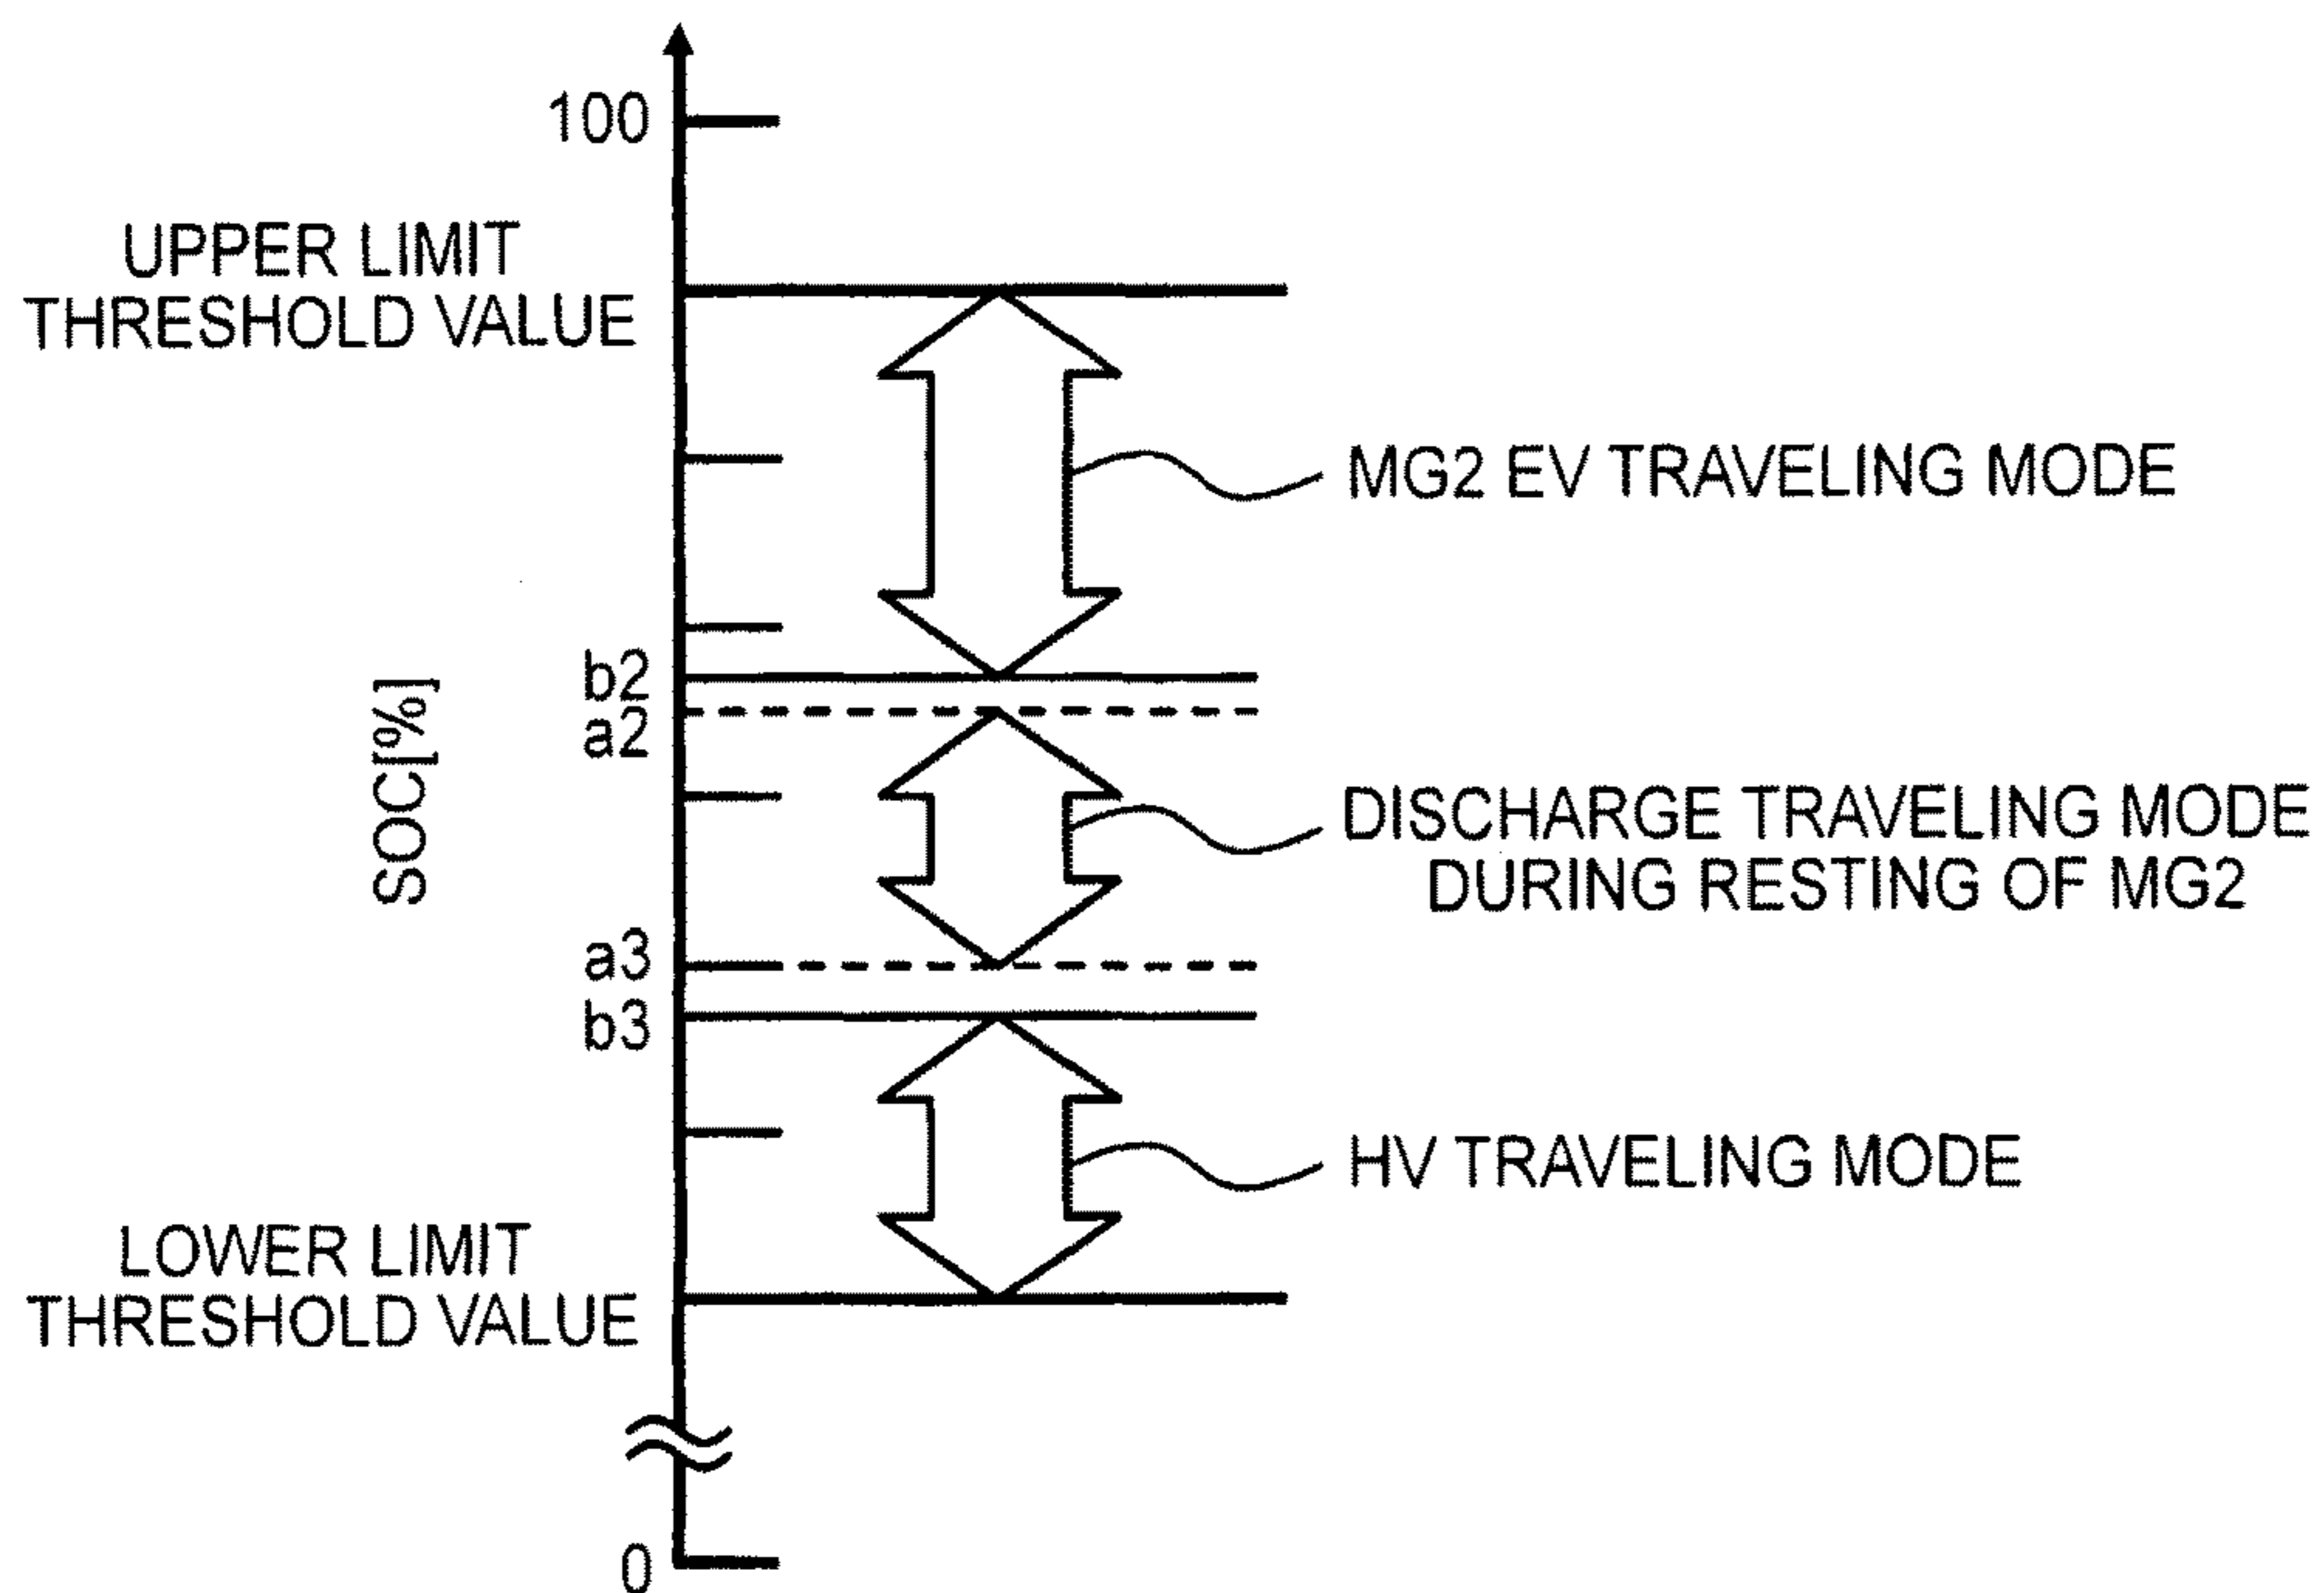 100
UPPER LIMIT
THRESHOLD VALUE
MG2 EV TRAVELING MODE
b2
a2
SOC[%]
DISCHARGE TRAVELING MODE
DURING RESTING OF MG2
a3
b3
HV TRAVELING MODE
LOWER LIMIT
THRESHOLD VALUE
0